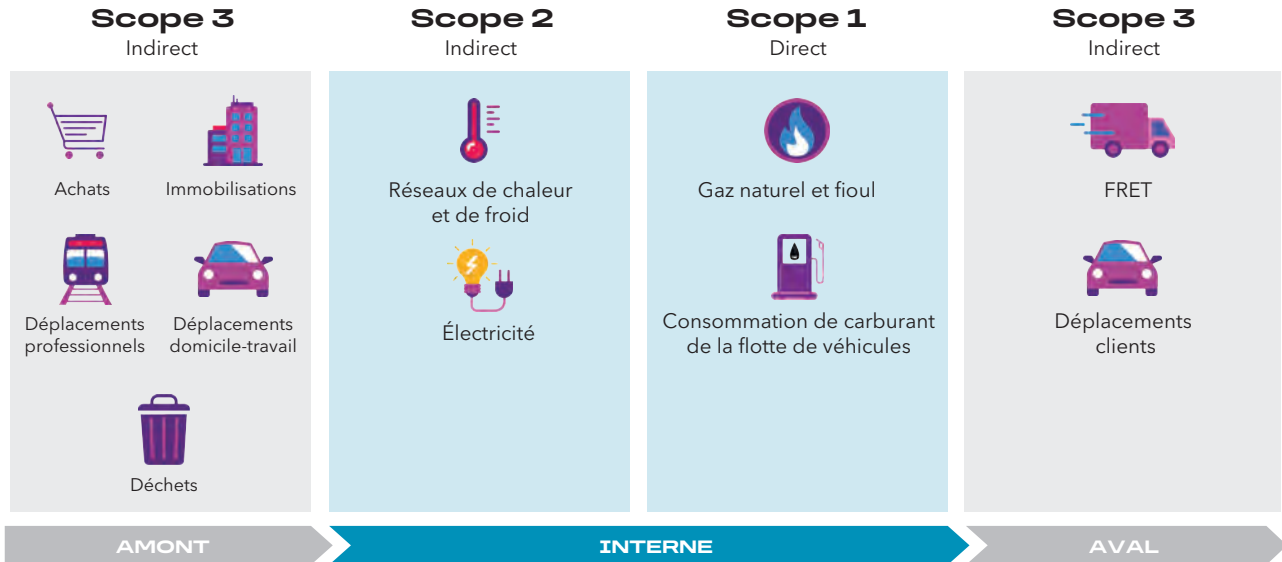 Scope 3
Indirect
Achats
Immobilisations
Déplacements
professionnels
Déplacements
domicile-travail
Déchets
Scope 2
Indirect
Réseaux de chaleur
et de froid
Électricité
Scope 1
Direct
Gaz naturel et fioul
Consommation de carburant
de la flotte de véhicules
Scope 3
Indirect
FRET
Déplacements
clients
AMONT
INTERNE
AVAL